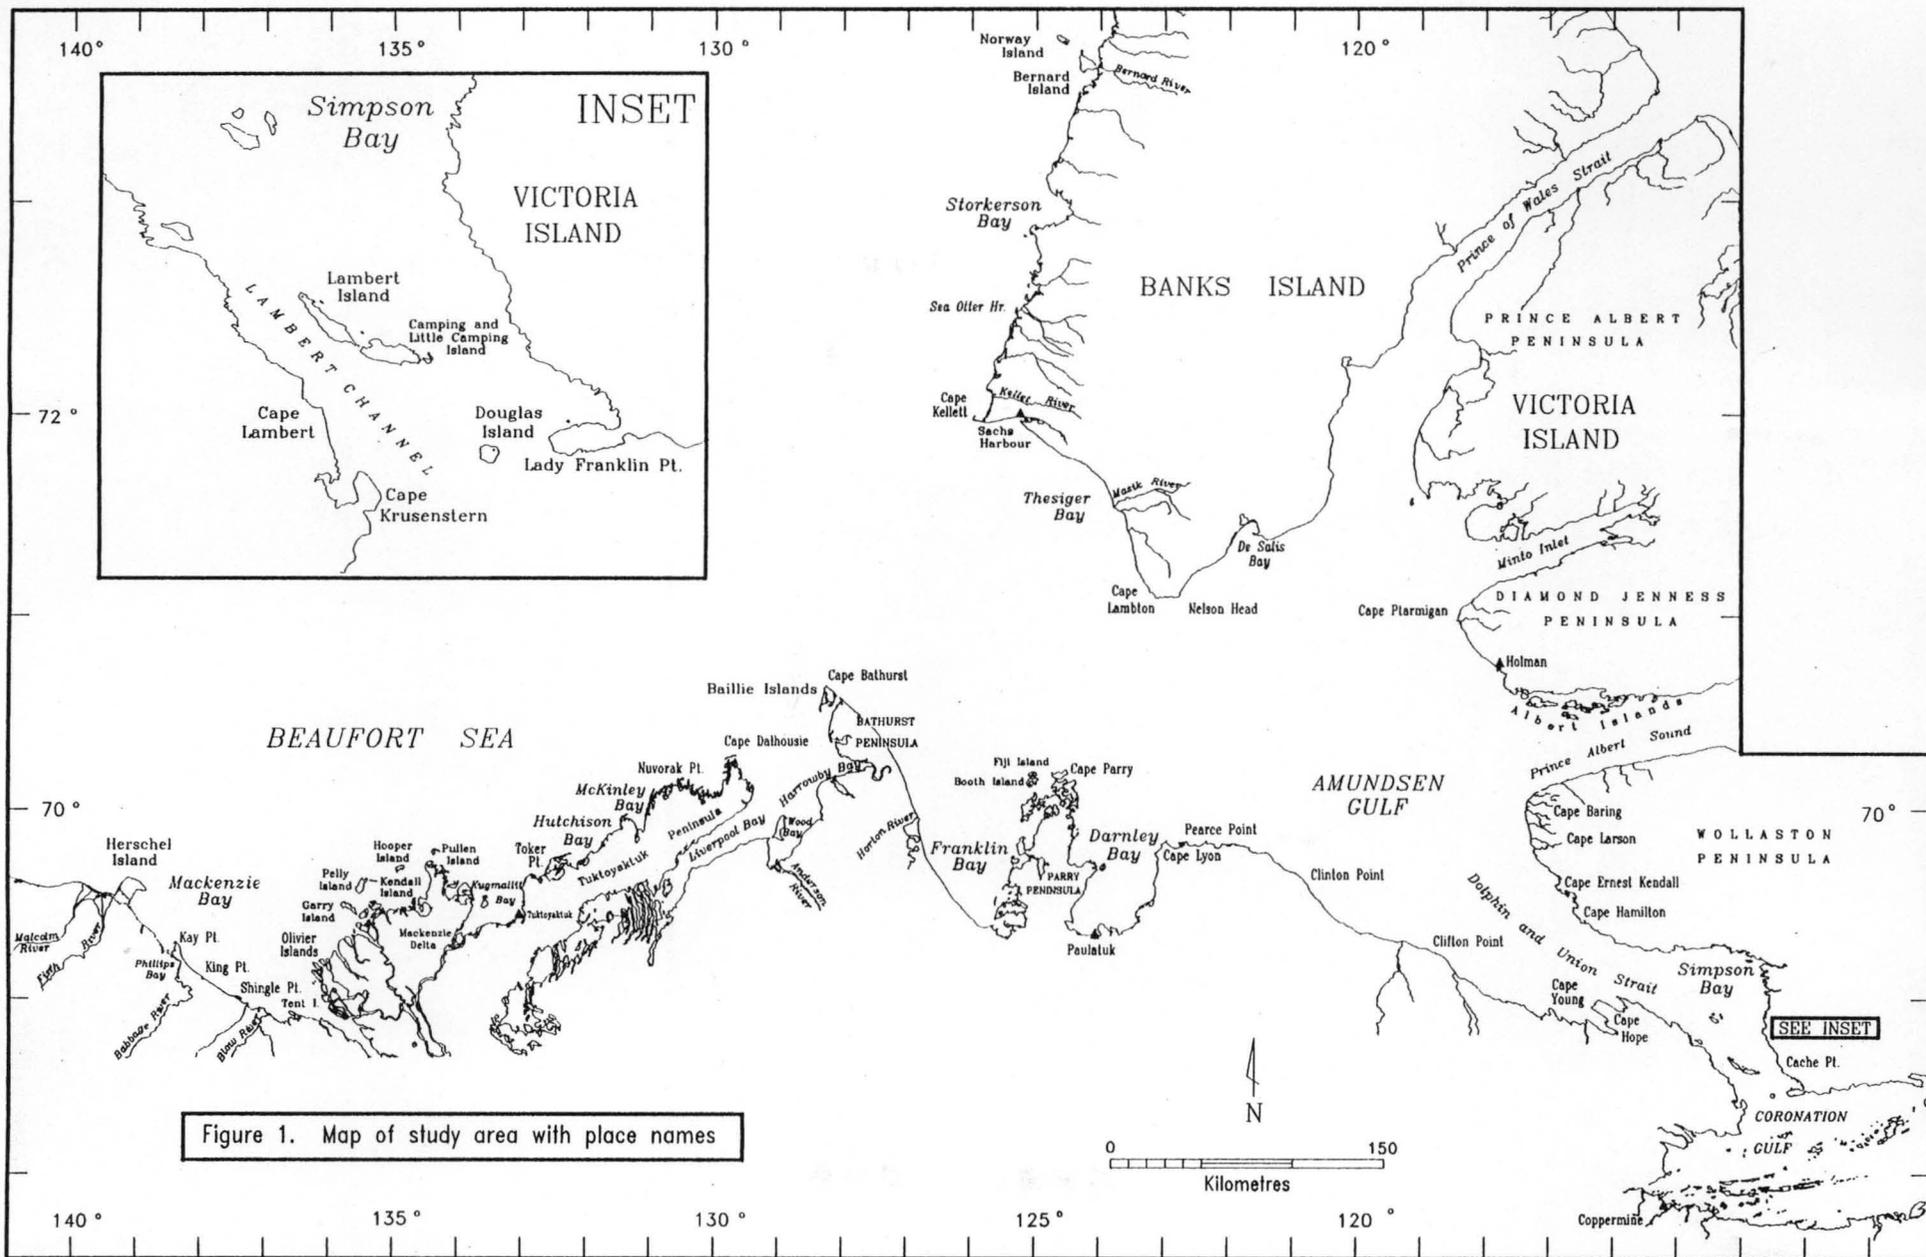 140°
135°
130°
120°
INSET
Simpson
Bay
VICTORIA
ISLAND
Lambert
Island
Camping and
Little Camping
Island
LAMBERT CHANNEL
Cape
Lambert
Douglas
Island
Lady Franklin Pt.
Cape
Krusenstern
72°
Norway
Island
Bernard
Island
Bernard River
Storkerson
Bay
Sea Otter Hr.
BANKS ISLAND
Prince of Wales Strait
PRINCE ALBERT
PENINSULA
VICTORIA
ISLAND
Cape
Kellett
Kellet River
Sachs
Harbour
Thesiger
Bay
Masik River
De Salis
Bay
Cape
Lambton
Nelson Head
Minto Inlet
DIAMOND JENNESS
PENINSULA
Cape Ptarmigan
Holman
Albert Islands
Prince Albert Sound
BEAUFORT SEA
Baillie Islands
Cape Bathurst
BATHURST
PENINSULA
Cape Dalhousie
Nuvorak Pt.
McKinley
Bay
Harrowby Bay
Hutchison
Bay
Toker
Pt.
Tuktoyaktuk Peninsula
Liverpool Bay
Wood
Bay
Anderson
River
Horton River
Fiji Island
Booth Island
Cape Parry
Franklin
Bay
PARRY
PENINSULA
Darnley
Bay
Paulatuk
Pearce Point
Cape Lyon
AMUNDSEN
GULF
Clinton Point
Clifton Point
70°
70°
Herschel
Island
Mackenzie
Bay
Hooper
Island
Pullen
Island
Pelly
Island
Kendall
Island
Garry
Island
Kugmallit
Bay
Tuktoyaktuk
Mackenzie
Delta
Olivier
Islands
Malcolm
River
Firth River
Kay Pt.
Phillips
Bay
King Pt.
Shingle Pt.
Tent I.
Babbage River
Blow River
Cape Baring
Cape Larson
WOLLASTON
PENINSULA
Cape Ernest Kendall
Cape Hamilton
Dolphin and Union Strait
Simpson
Bay
Cape
Young
Cape
Hope
SEE INSET
Cache Pt.
CORONATION
GULF
Coppermine
N
0 150
Kilometres
Figure 1. Map of study area with place names
140°
135°
130°
125°
120°